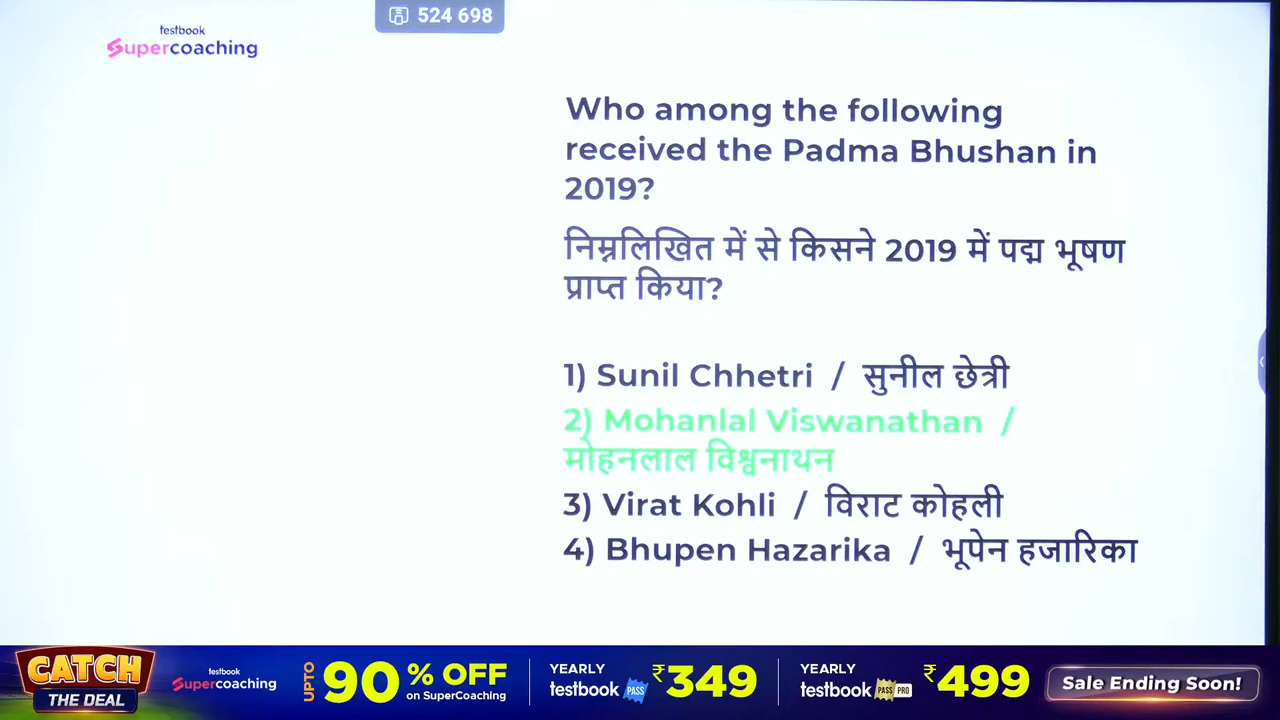 testbook
Supercoaching
524 698
Who among the following
received the Padma Bhushan in
2019?
निम्नलिखित में से किसने 2019 में पद्म भूषण
प्राप्त किया?
1) Sunil Chhetri / सुनील छेत्री
2) Mohanlal Viswanathan /
मोहनलाल विश्वनाथन
3) Virat Kohli / विराट कोहली
4) Bhupen Hazarika / भूपेन हजारिका
CATCH
THE DEAL
testbook
Supercoaching
UPTO 90% OFF
on SuperCoaching
YEARLY
testbook PASS
₹349
YEARLY
testbook PASS PRO
₹499
Sale Ending Soon!